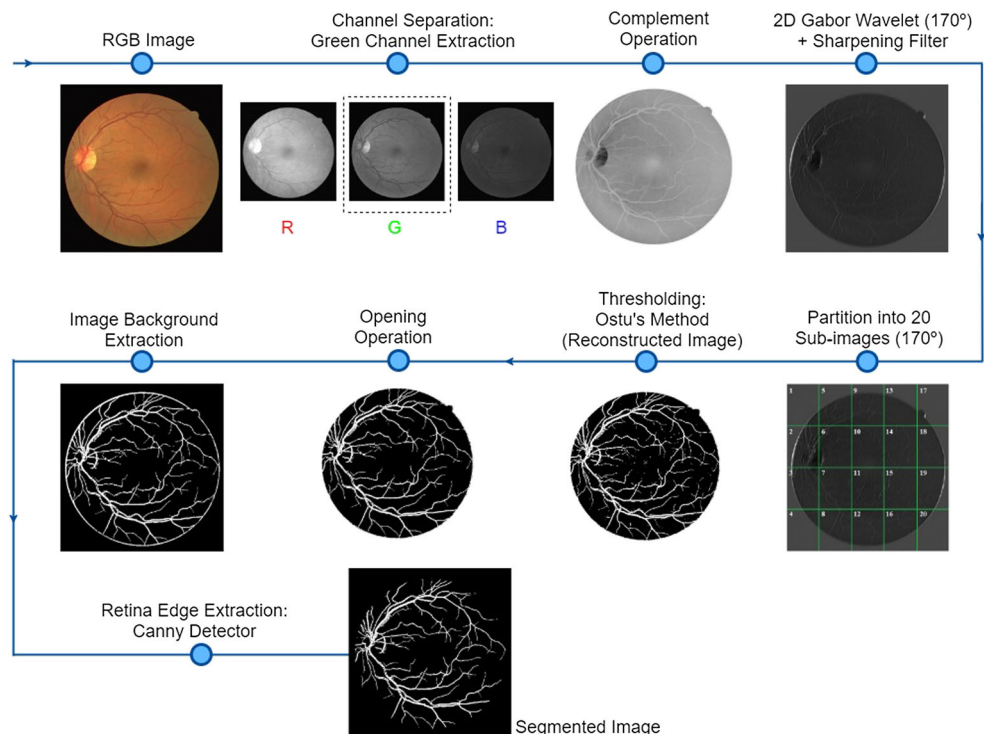 RGB Image
Channel Separation:
Green Channel Extraction
Complement
Operation
2D Gabor Wavelet (170º)
+ Sharpening Filter
R
G
B
Image Background
Extraction
Opening
Operation
Thresholding:
Ostu's Method
(Reconstructed Image)
Partition into 20
Sub-images (170º)
1 5 9 13 17
2 6 10 14 18
3 7 11 15 19
4 8 12 16 20
Retina Edge Extraction:
Canny Detector
Segmented Image